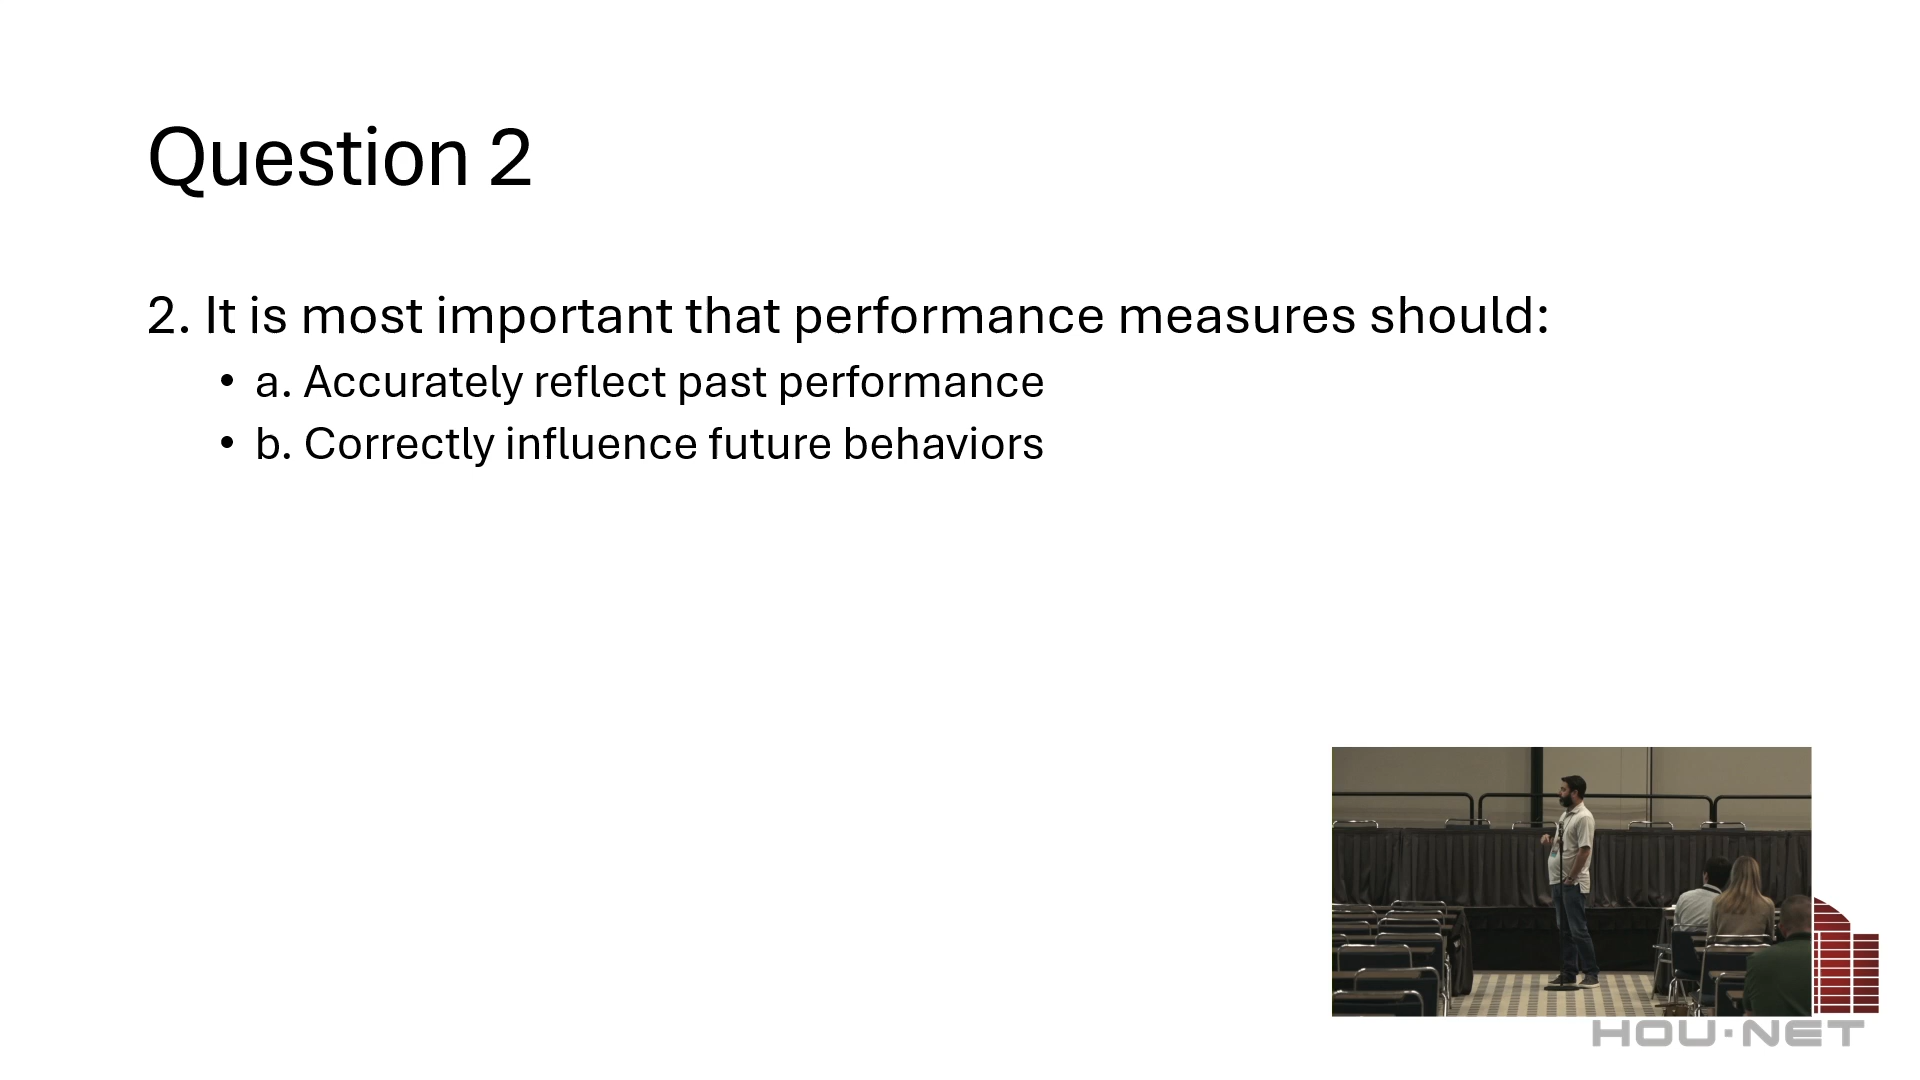 Question 2
2. It is most important that performance measures should:
• a. Accurately reflect past performance
• b. Correctly influence future behaviors
HOU·NET